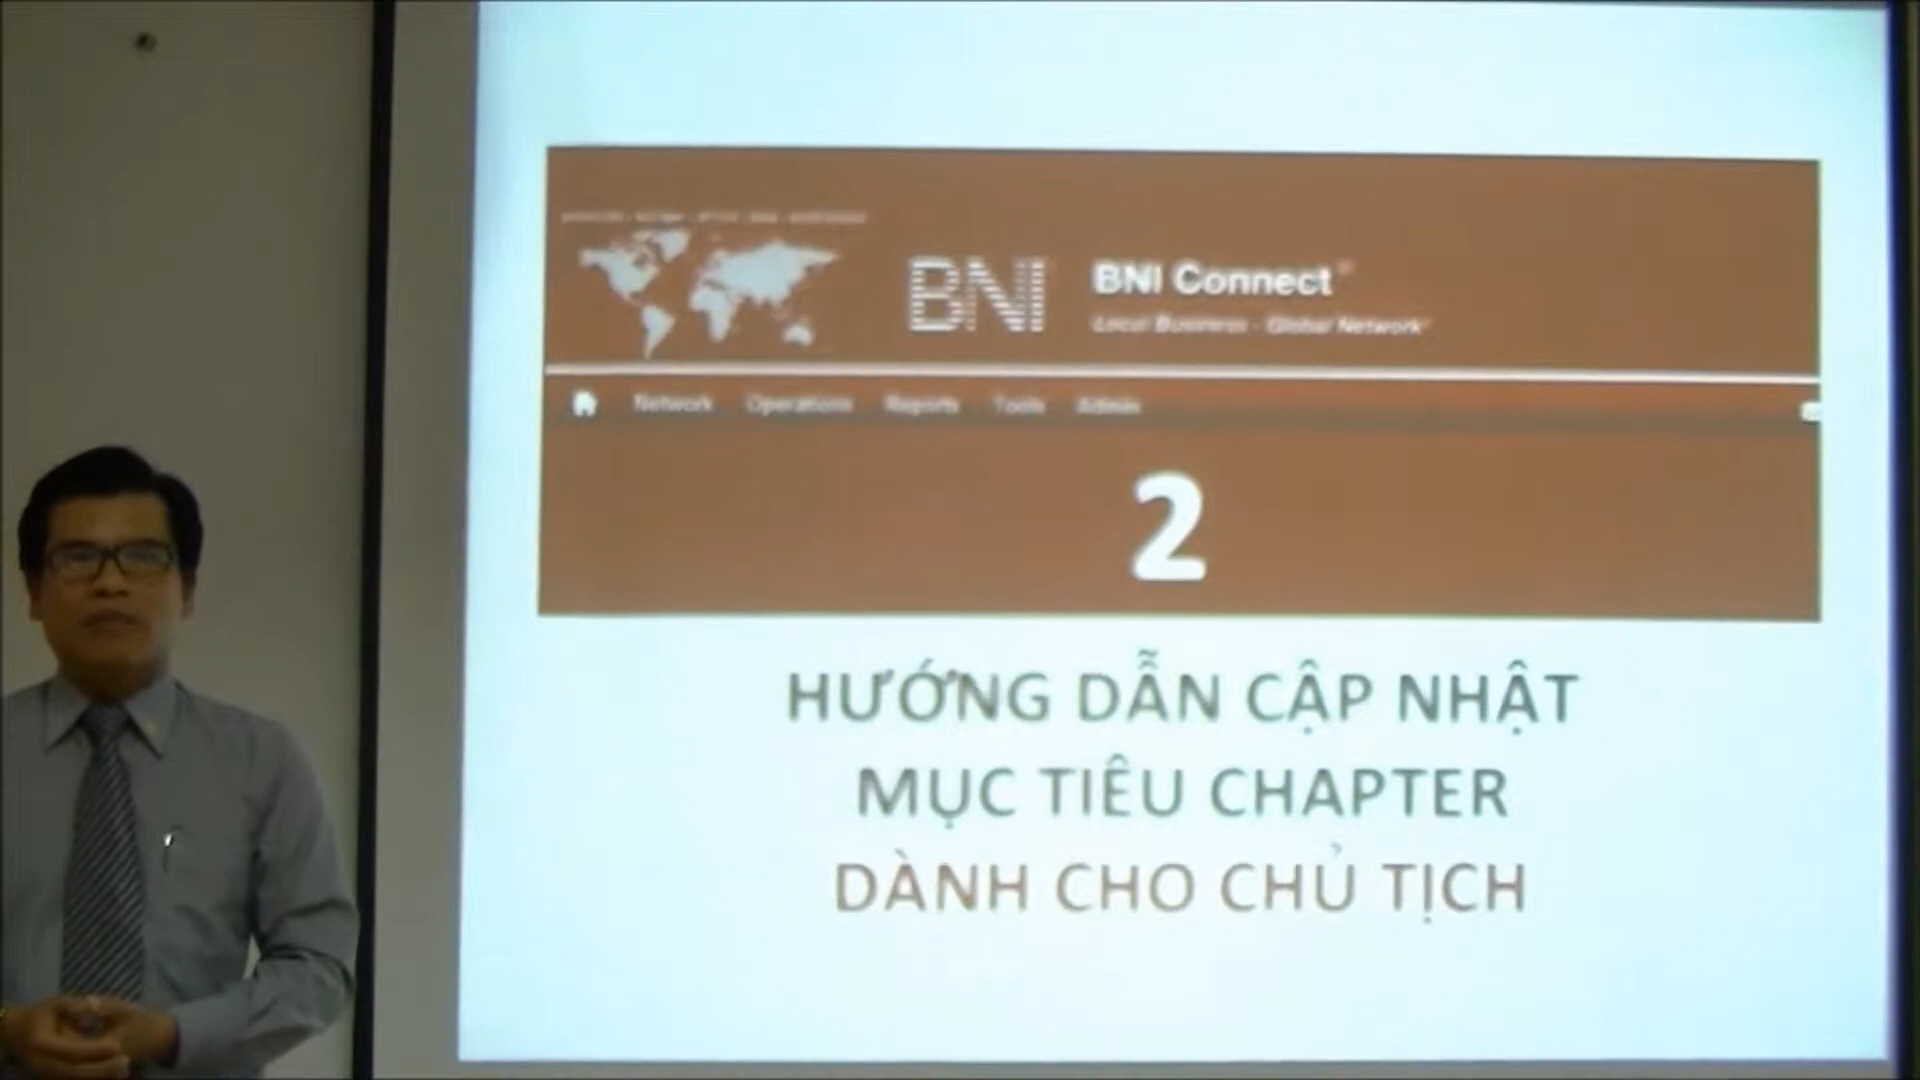 BNI
BNI Connect
Local Business - Global Network
Network Operations Reports Tools Admin
2
HƯỚNG DẪN CẬP NHẬT
MỤC TIÊU CHAPTER
DÀNH CHO CHỦ TỊCH